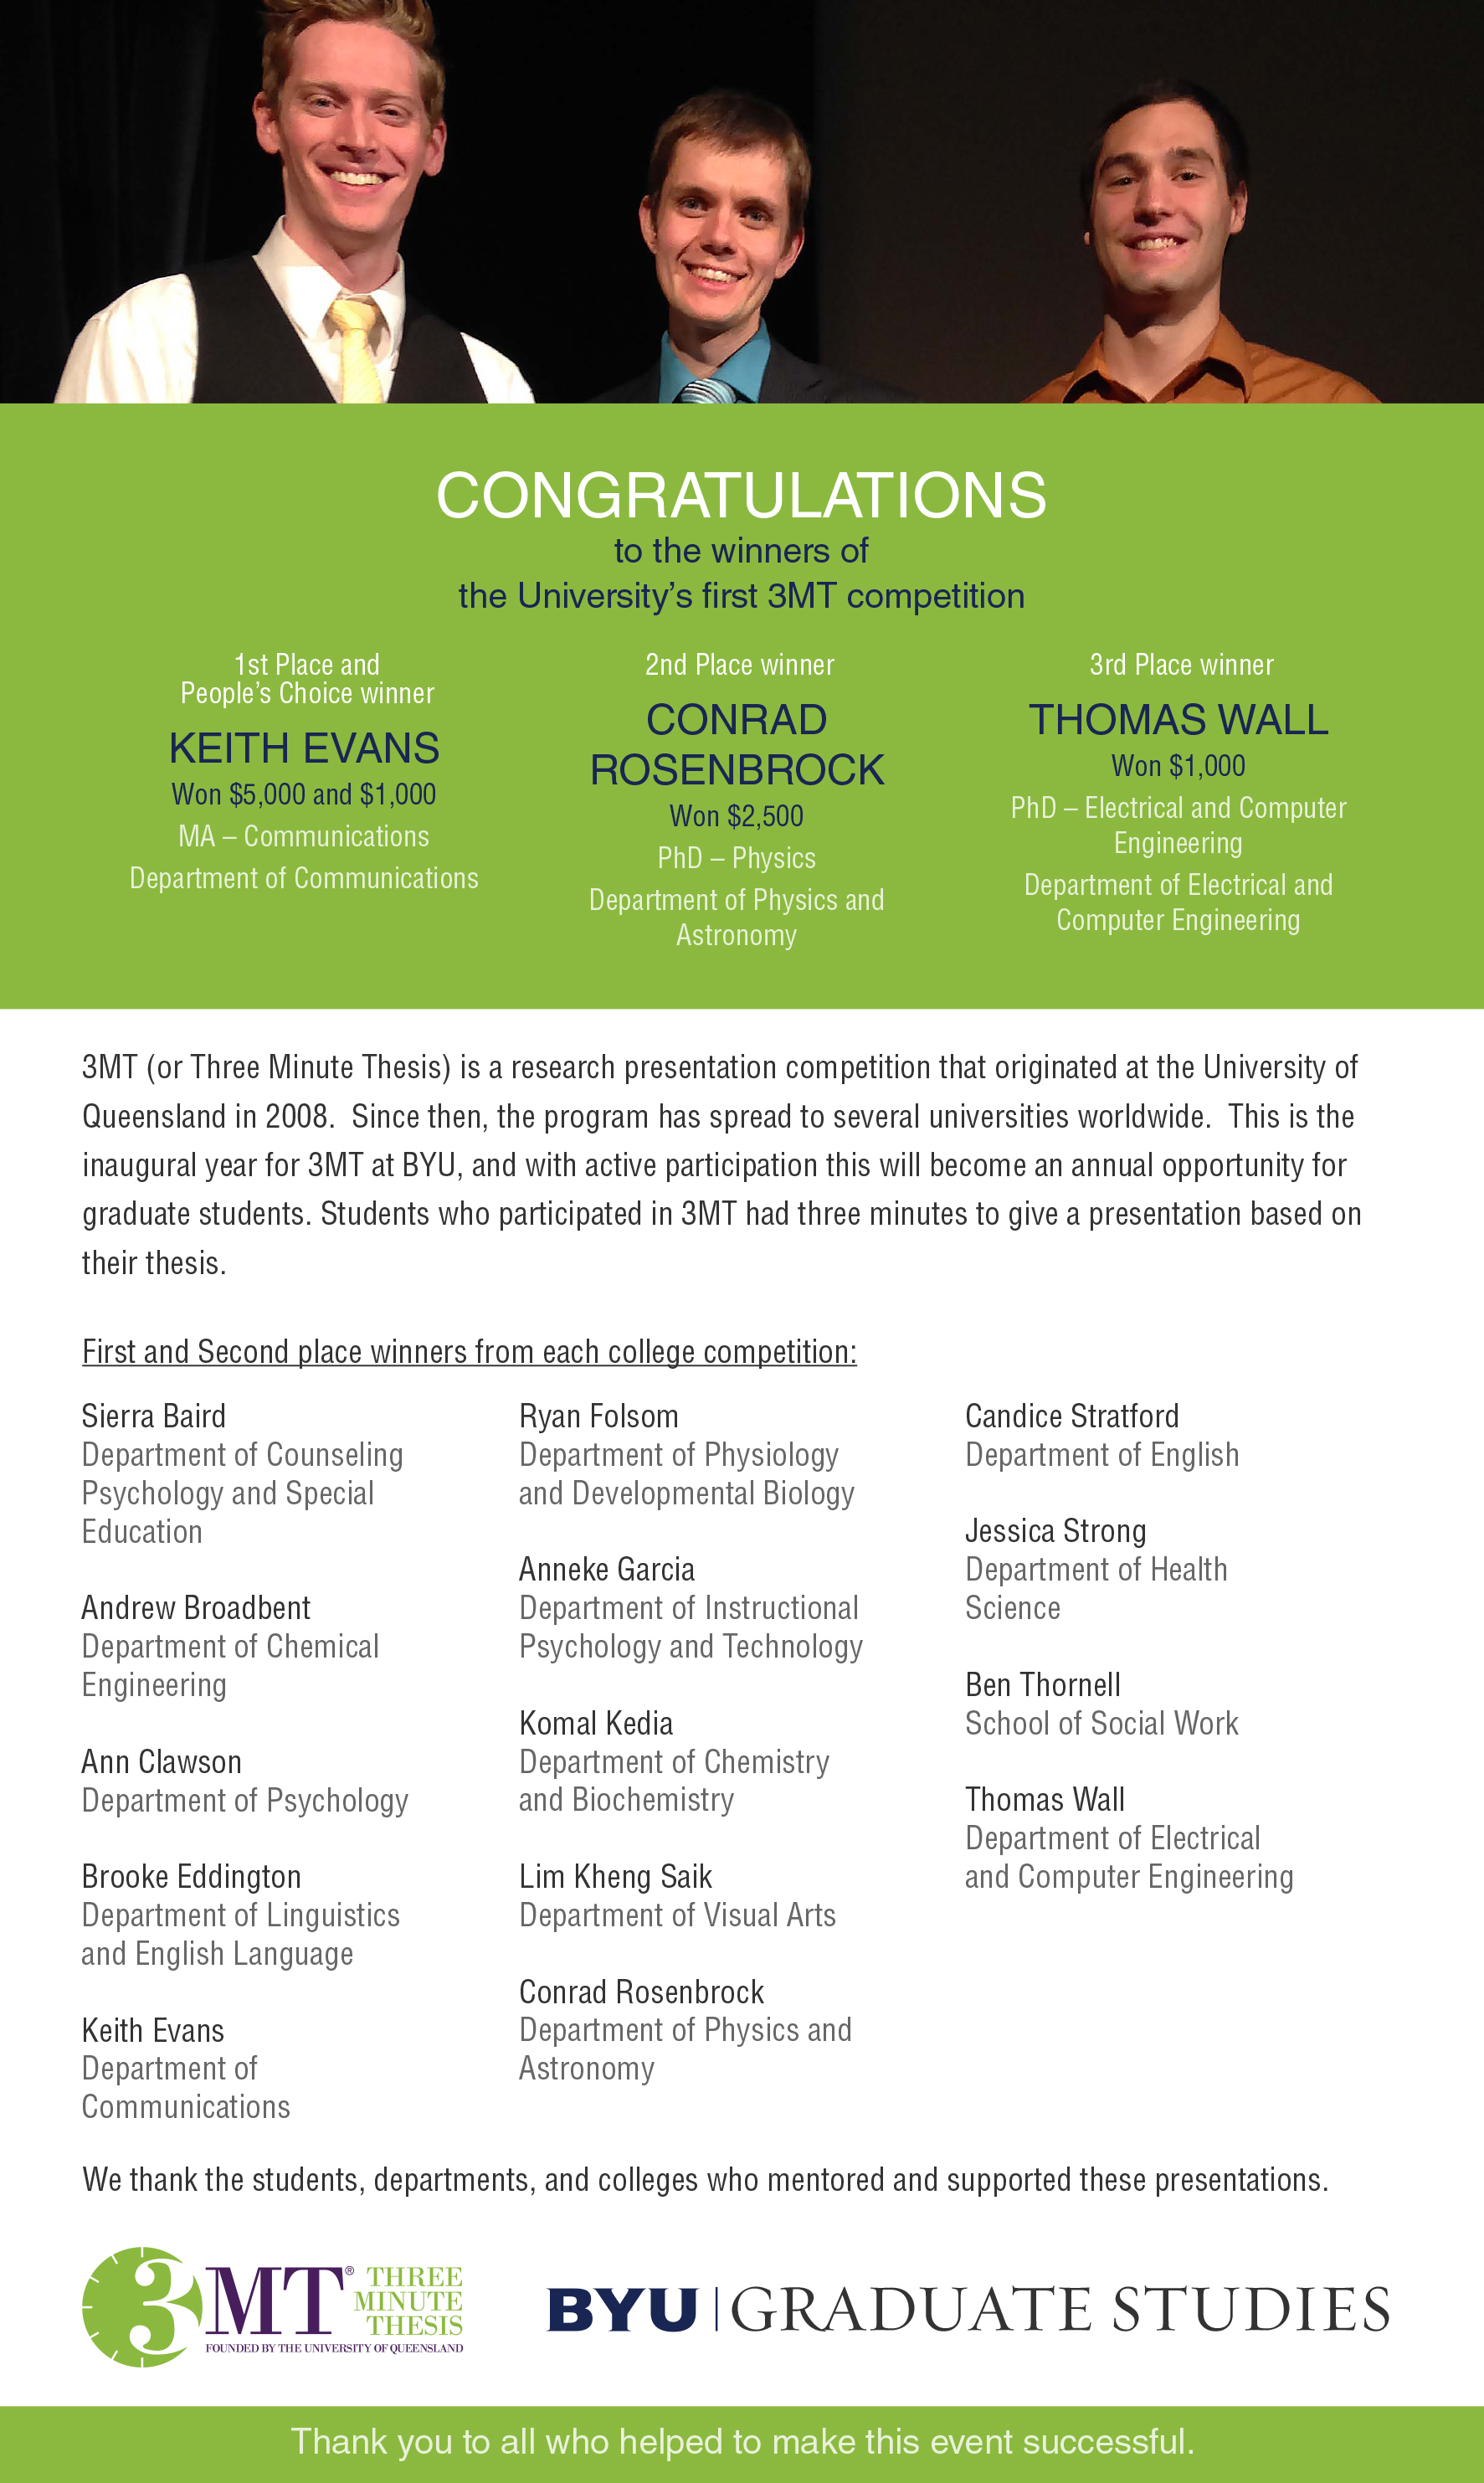 CONGRATULATIONS
to the winners of
the University’s first 3MT competition
1st Place and
People’s Choice winner
KEITH EVANS
Won $5,000 and $1,000
MA – Communications
Department of Communications
2nd Place winner
CONRAD
ROSENBROCK
Won $2,500
PhD – Physics
Department of Physics and
Astronomy
3rd Place winner
THOMAS WALL
Won $1,000
PhD – Electrical and Computer
Engineering
Department of Electrical and
Computer Engineering
3MT (or Three Minute Thesis) is a research presentation competition that originated at the University of
Queensland in 2008.  Since then, the program has spread to several universities worldwide.  This is the
inaugural year for 3MT at BYU, and with active participation this will become an annual opportunity for
graduate students. Students who participated in 3MT had three minutes to give a presentation based on
their thesis.
First and Second place winners from each college competition:
Sierra Baird
Department of Counseling
Psychology and Special
Education
Andrew Broadbent
Department of Chemical
Engineering
Ann Clawson
Department of Psychology
Brooke Eddington
Department of Linguistics
and English Language
Keith Evans
Department of
Communications
Ryan Folsom
Department of Physiology
and Developmental Biology
Anneke Garcia
Department of Instructional
Psychology and Technology
Komal Kedia
Department of Chemistry
and Biochemistry
Lim Kheng Saik
Department of Visual Arts
Conrad Rosenbrock
Department of Physics and
Astronomy
Candice Stratford
Department of English
Jessica Strong
Department of Health
Science
Ben Thornell
School of Social Work
Thomas Wall
Department of Electrical
and Computer Engineering
We thank the students, departments, and colleges who mentored and supported these presentations.
3MT® THREE
MINUTE
THESIS
FOUNDED BY THE UNIVERSITY OF QUEENSLAND
BYU | GRADUATE STUDIES
Thank you to all who helped to make this event successful.